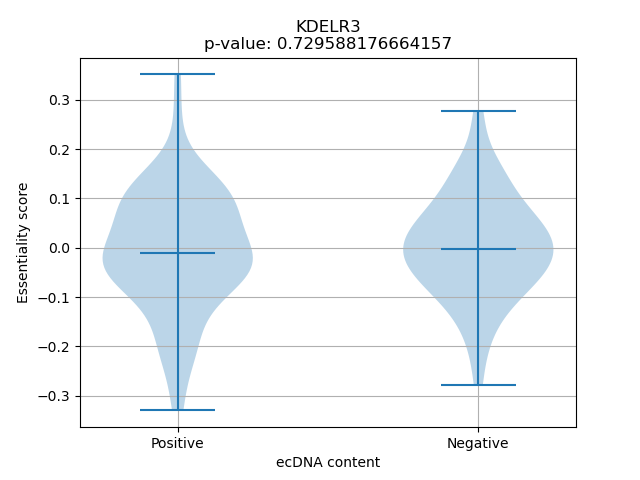 KDELR3
p-value: 0.729588176664157
Essentiality score
0.3
0.2
0.1
0.0
−0.1
−0.2
−0.3
Positive
Negative
ecDNA content